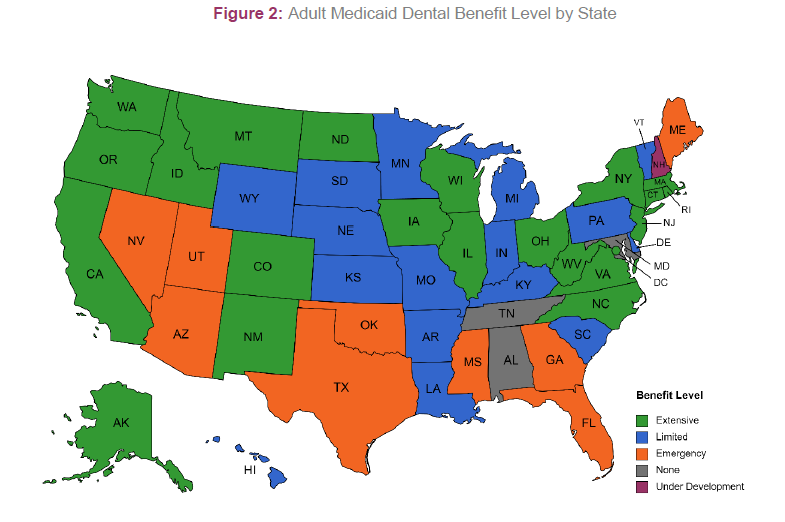 Figure 2: Adult Medicaid Dental Benefit Level by State
WA
MT
ND
MN
VT
ME
OR
ID
WY
SD
WI
MI
NY
NH
MA
CT
RI
NV
UT
CO
NE
IA
IL
IN
OH
PA
NJ
CA
KS
MO
KY
WV
VA
DE
MD
DC
AZ
NM
OK
AR
TN
NC
SC
TX
LA
MS
AL
GA
FL
AK
HI
Benefit Level
Extensive
Limited
Emergency
None
Under Development